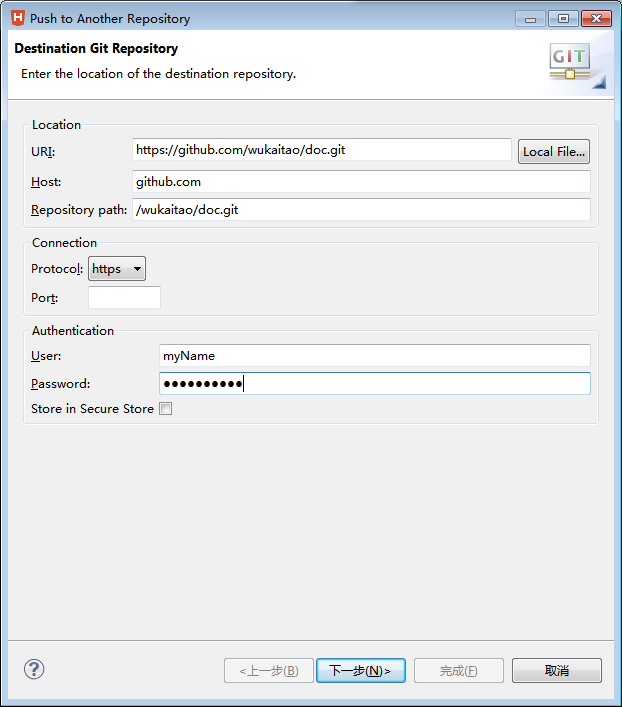 Push to Another Repository
Destination Git Repository
Enter the location of the destination repository.
GIT
Location
URI:
https://github.com/wukaitao/doc.git
Local File...
Host:
github.com
Repository path:
/wukaitao/doc.git
Connection
Protocol:
https
Port:
Authentication
User:
myName
Password:
●●●●●●●●●●
Store in Secure Store
<上一步(B)
下一步(N)>
完成(F)
取消